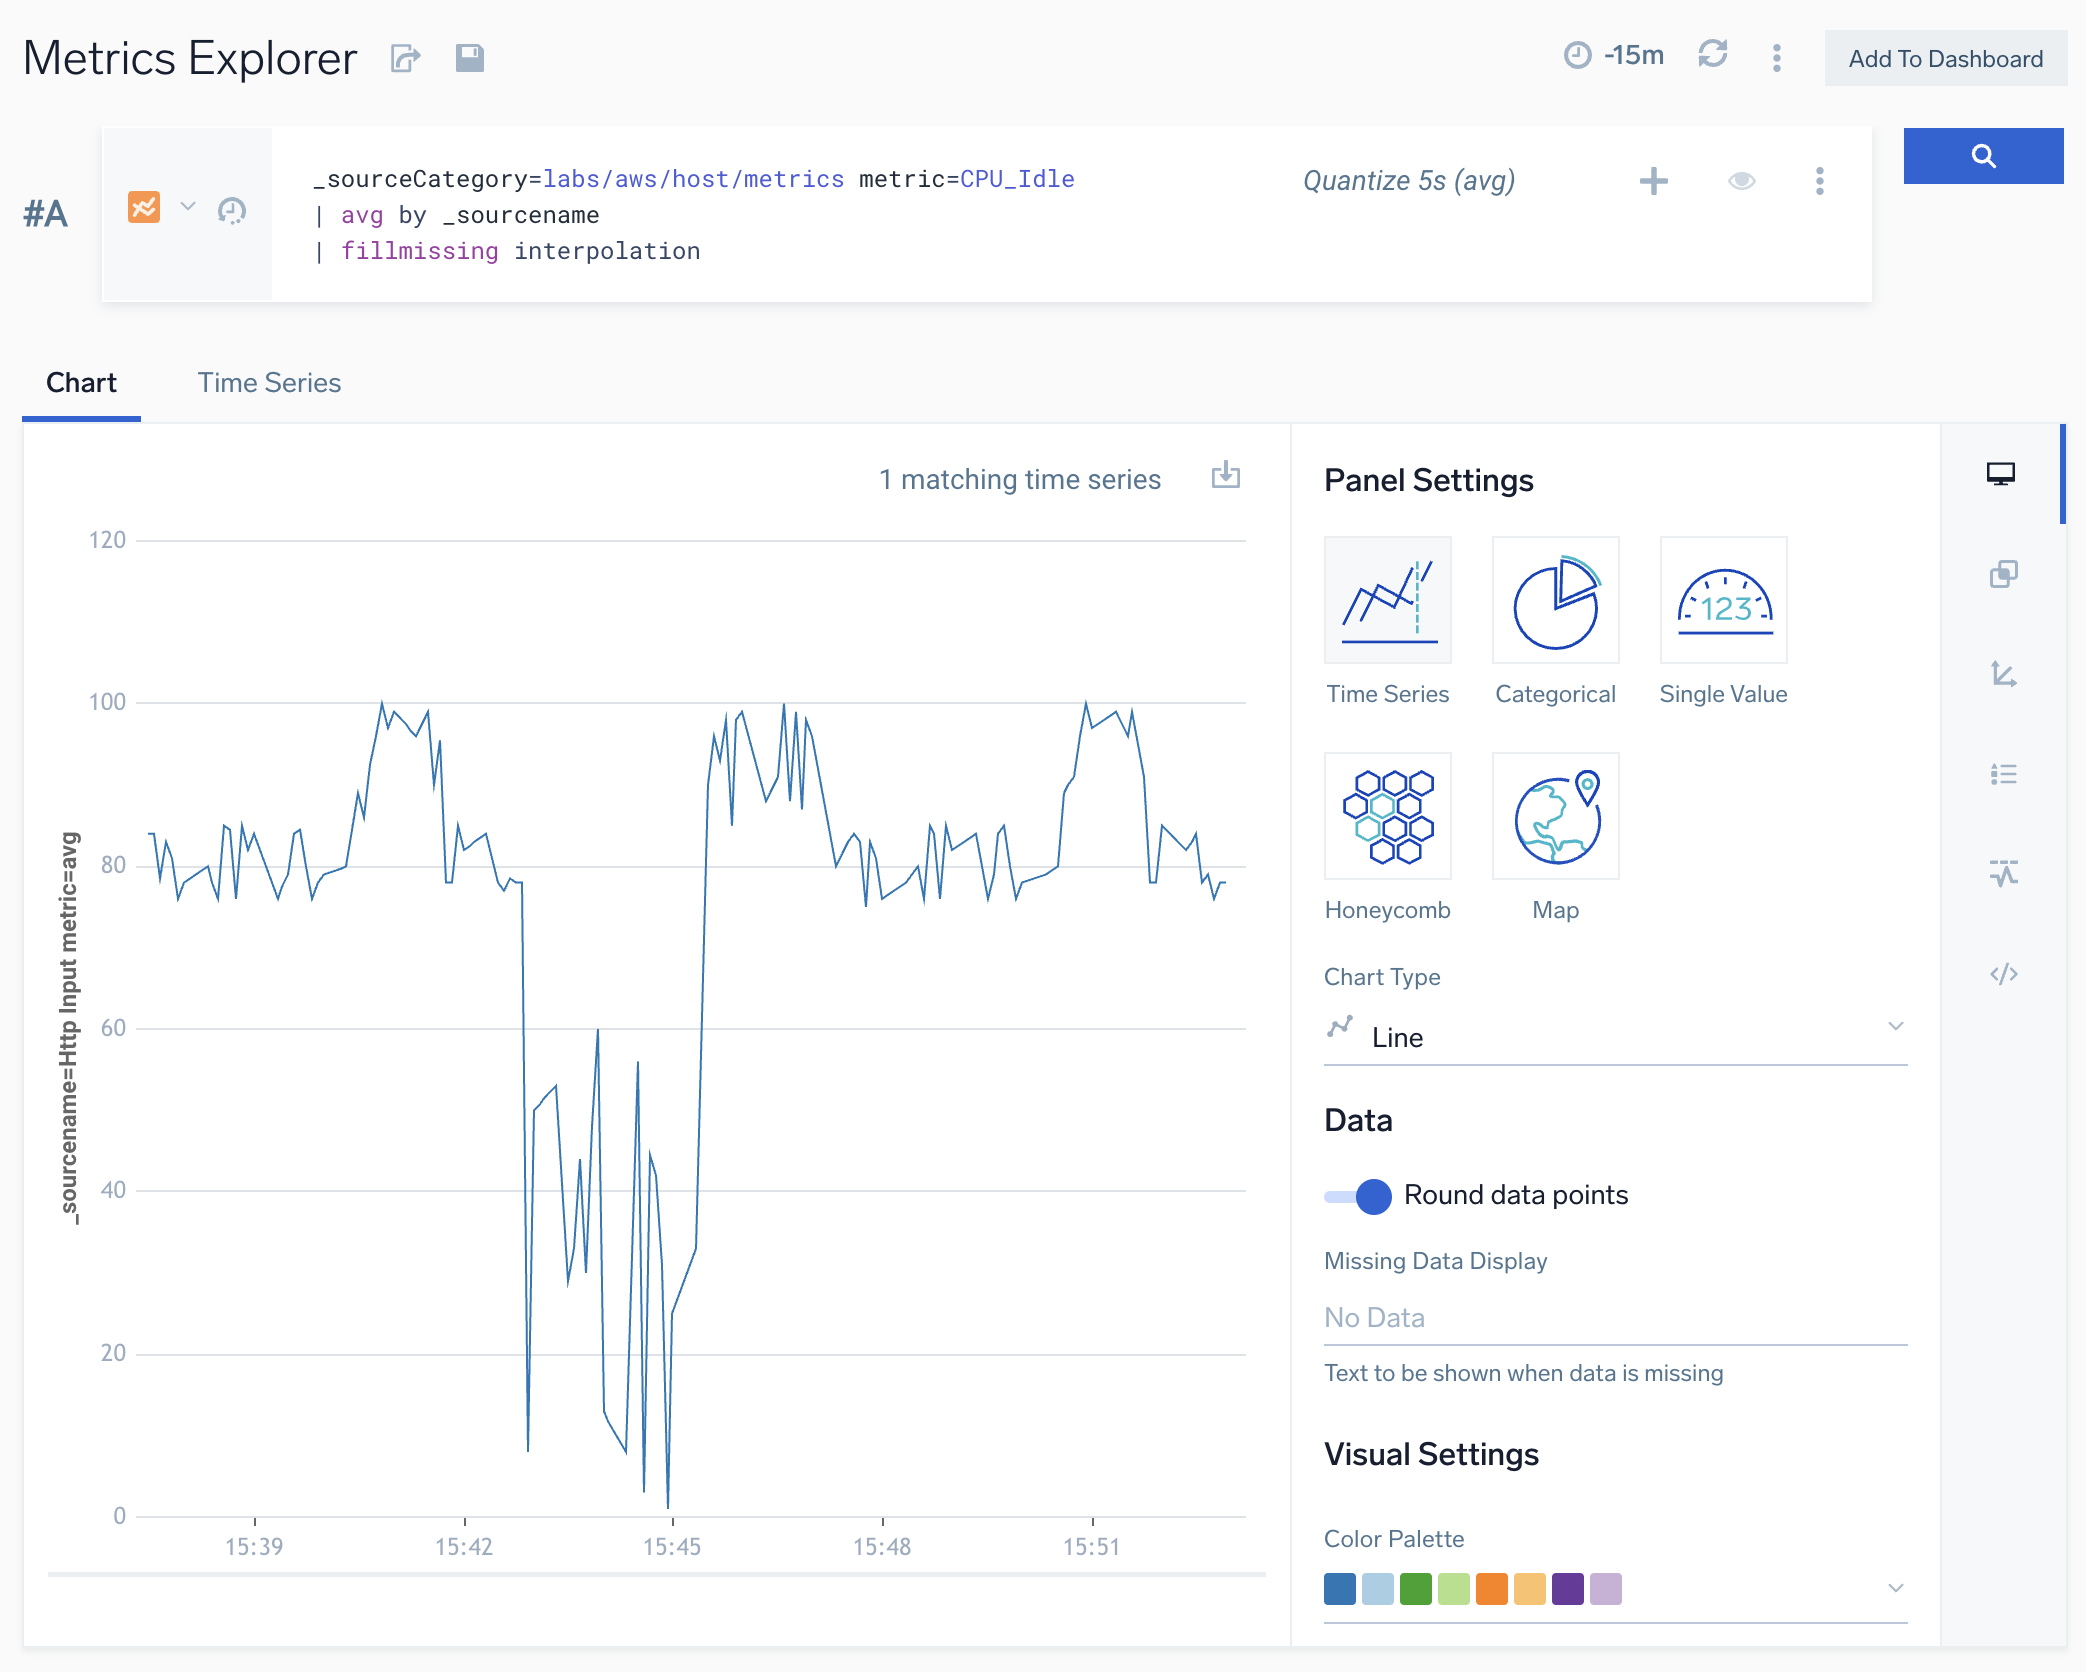 Metrics Explorer
-15m
Add To Dashboard
#A
_sourceCategory=labs/aws/host/metrics metric=CPU_Idle
| avg by _sourcename
| fillmissing interpolation
Quantize 5s (avg)
Chart
Time Series
1 matching time series
120
100
80
60
40
20
0
_sourcename=Http Input metric=avg
15:39
15:42
15:45
15:48
15:51
Panel Settings
123
Time Series
Categorical
Single Value
Honeycomb
Map
Chart Type
Line
Data
Round data points
Missing Data Display
No Data
Text to be shown when data is missing
Visual Settings
Color Palette